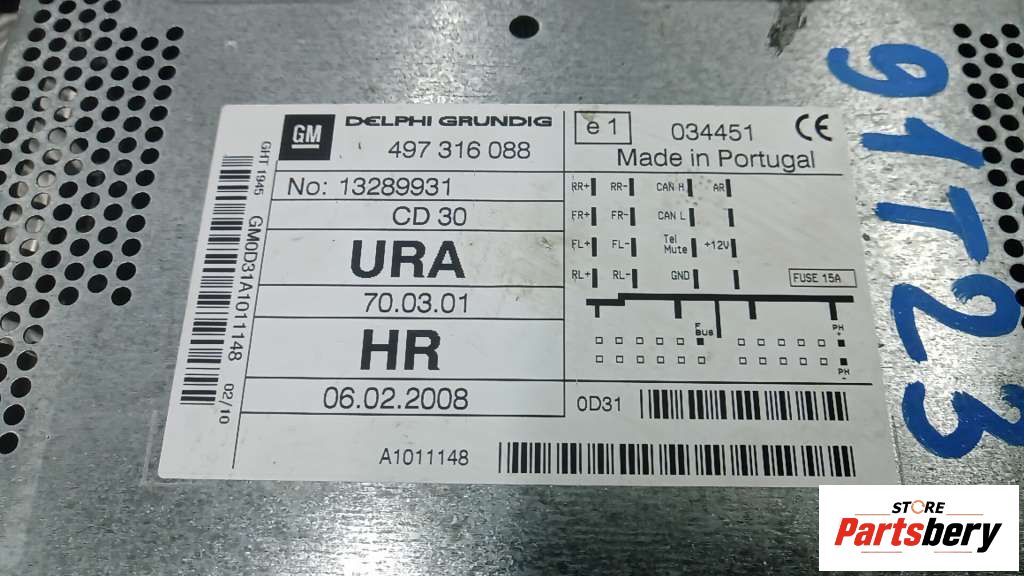 GM DELPHI GRUNDIG
497 316 088
No: 13289931
CD 30
URA
70.03.01
HR
06.02.2008
A1011148
e 1 034451 CE
Made in Portugal
RR+ RR- CAN H AR
FR+ FR- CAN L
FL+ FL- Tel Mute +12V
RL+ RL- GND
FUSE 15A
F BUS
PH +
PH -
0D31
GHT 1945
GM0D31A1011148 02/10
91T23
STORE
Partsbery